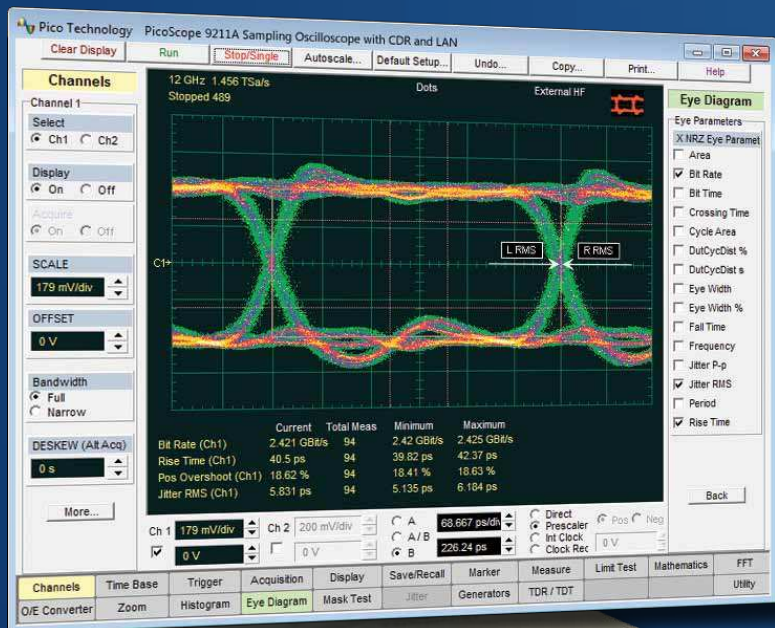 Pico Technology PicoScope 9211A Sampling Oscilloscope with CDR and LAN
Clear Display Run Stop/Single Autoscale... Default Setup... Undo... Copy... Print... Help
Channels
Channel 1
Select
Ch1 Ch2
Display
On Off
Acquire
On Off
SCALE
179 mV/div
OFFSET
0 V
Bandwidth
Full
Narrow
DESKEW (Alt Acq)
0 s
More...
12 GHz 1.456 TSa/s
Stopped 489
Dots
External HF
C1
L RMS
R RMS
Current Total Meas Minimum Maximum
Bit Rate (Ch1) 2.421 GBit/s 94 2.42 GBit/s 2.425 GBit/s
Rise Time (Ch1) 40.5 ps 94 39.82 ps 42.37 ps
Pos Overshoot (Ch1) 18.62 % 94 18.41 % 18.63 %
Jitter RMS (Ch1) 5.831 ps 94 5.135 ps 6.184 ps
Eye Diagram
Eye Parameters
X NRZ Eye Paramet
Area
Bit Rate
Bit Time
Crossing Time
Cycle Area
DutCycDist %
DutCycDist s
Eye Width
Eye Width %
Fall Time
Frequency
Jitter P-p
Jitter RMS
Period
Rise Time
Back
Ch 1 179 mV/div Ch 2 200 mV/div A 68.667 ps/div Direct
A / B Prescaler Pos Neg
0 V 0 V B 226.24 ps Int Clock 0 V
Clock Rec
Channels Time Base Trigger Acquisition Display Save/Recall Marker Measure Limit Test Mathematics FFT
O/E Converter Zoom Histogram Eye Diagram Mask Test Jitter Generators TDR / TDT Utility